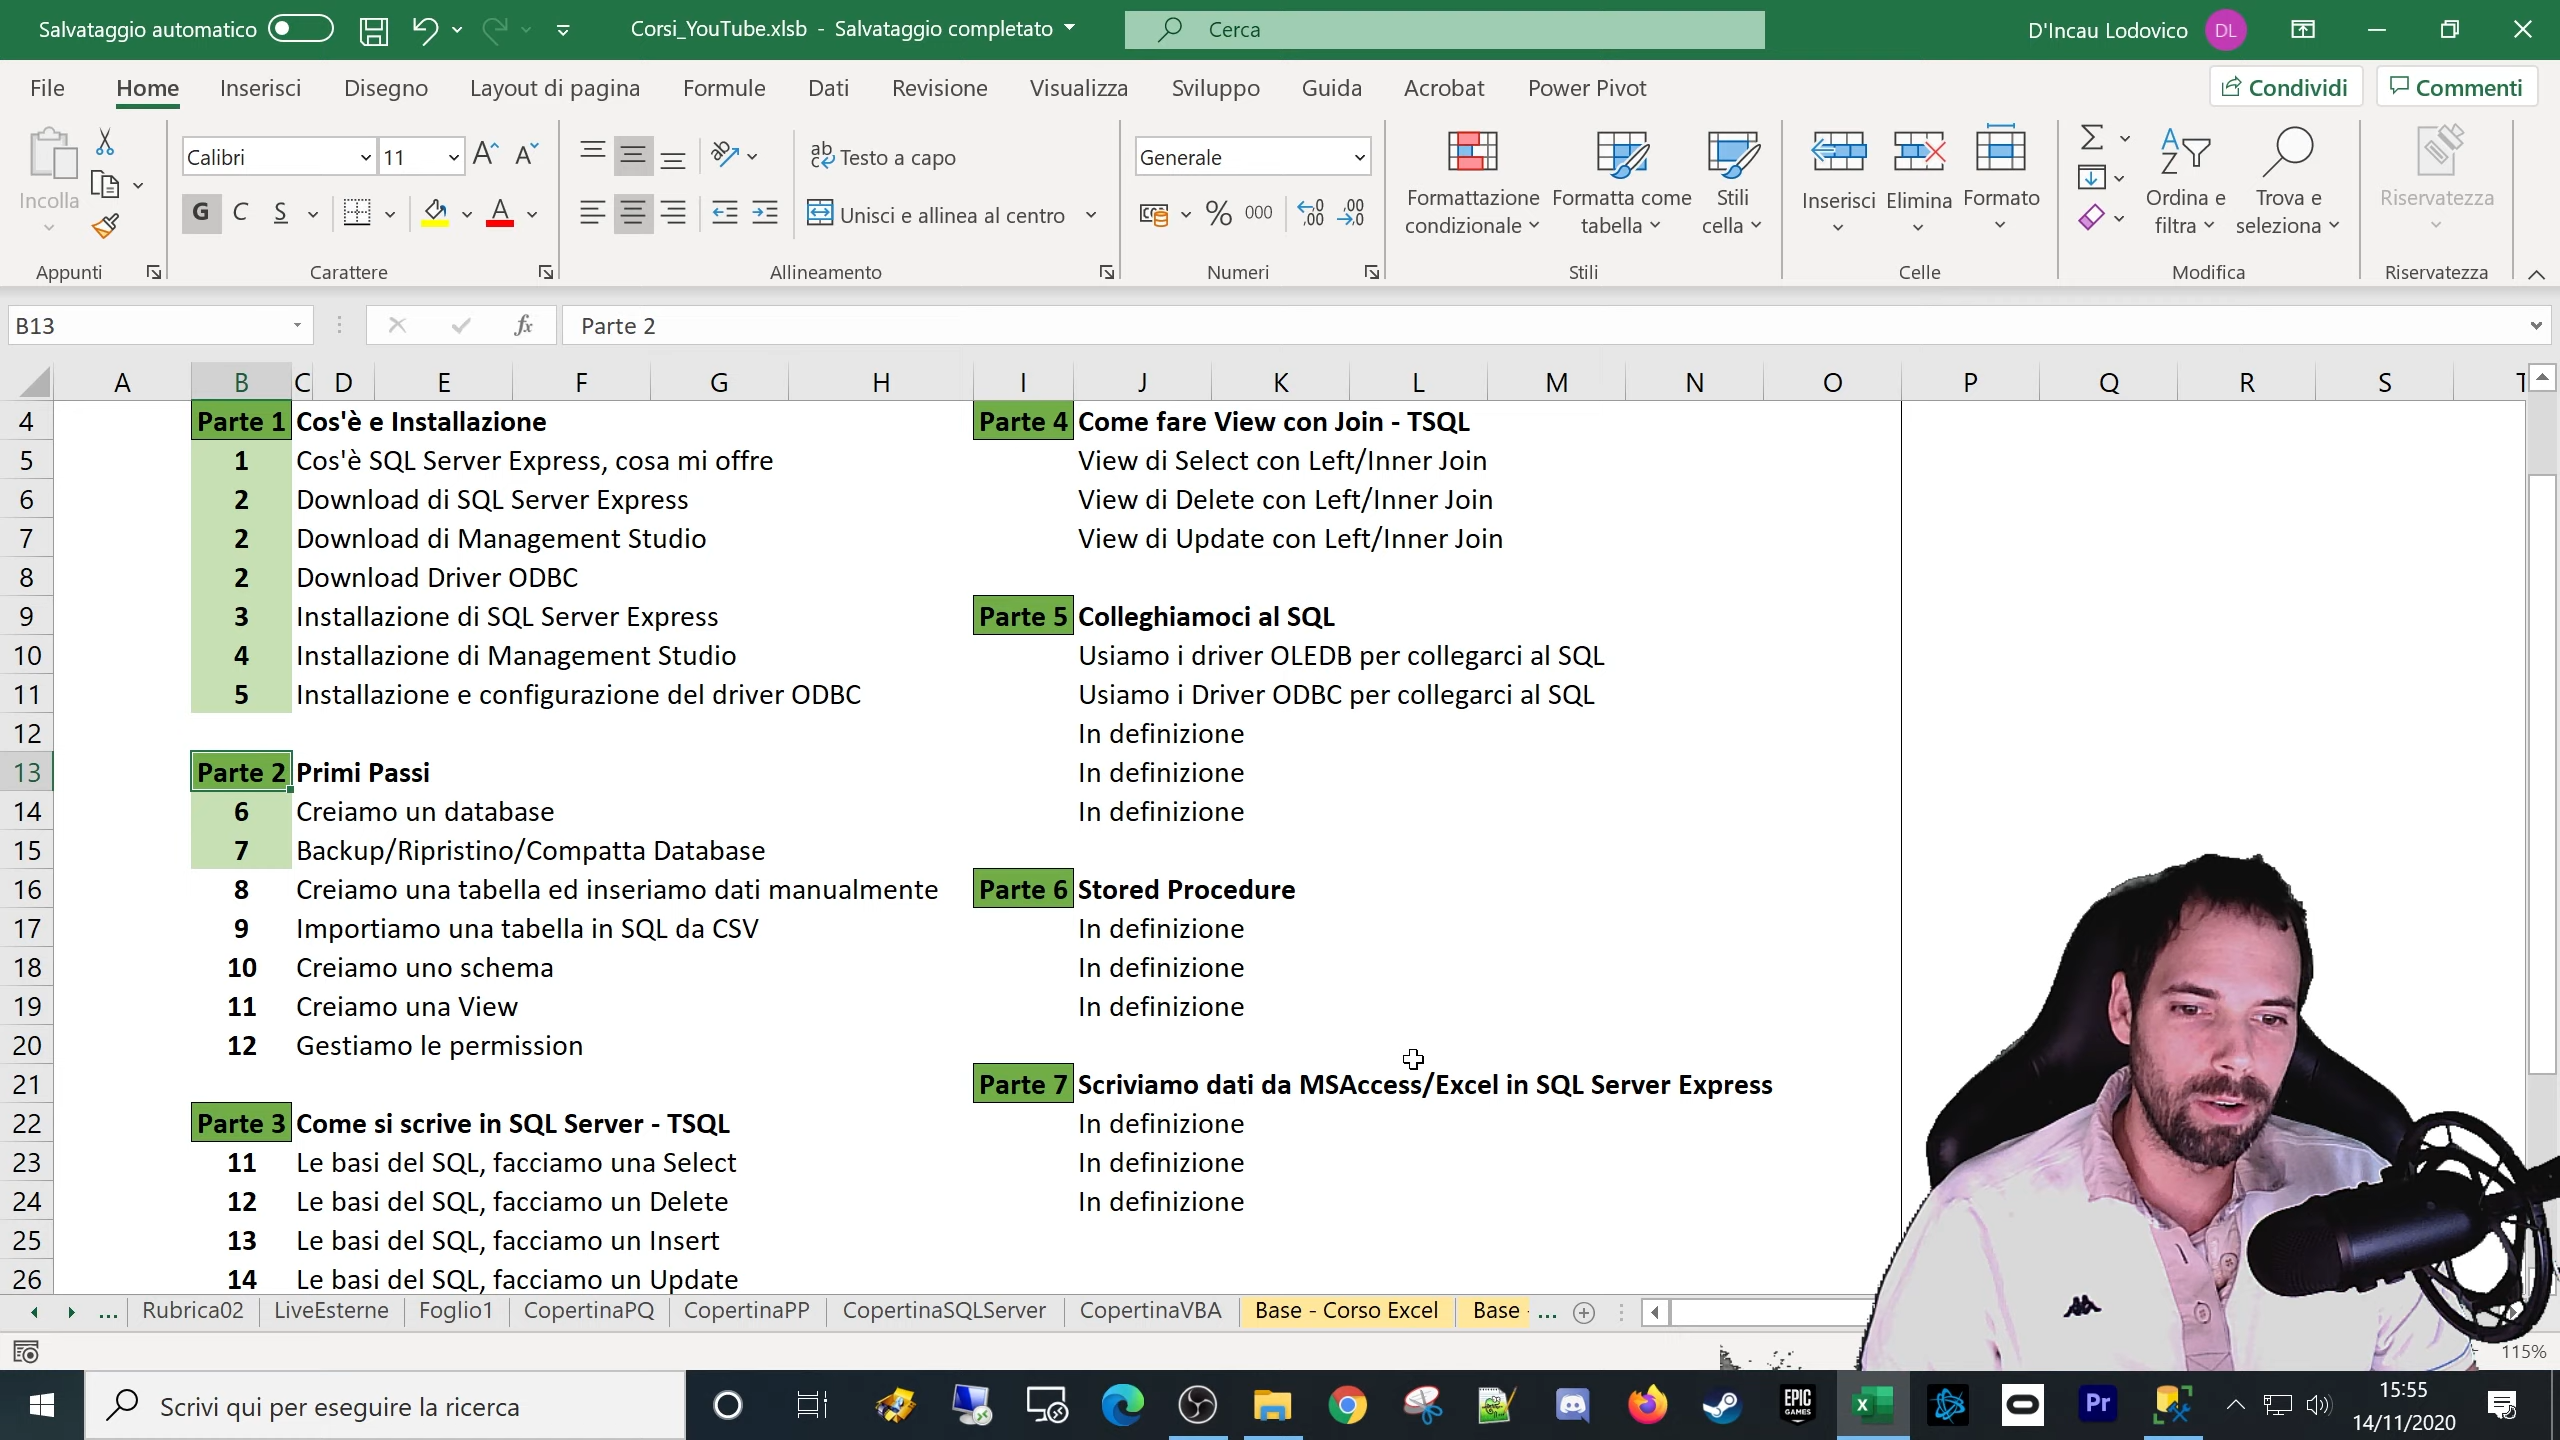 Salvataggio automatico
Corsi_YouTube.xlsb - Salvataggio completato
Cerca
D'Incau Lodovico
DL
File
Home
Inserisci
Disegno
Layout di pagina
Formule
Dati
Revisione
Visualizza
Sviluppo
Guida
Acrobat
Power Pivot
Condividi
Commenti
Incolla
Appunti
Calibri
11
G C S
Carattere
Testo a capo
Unisci e allinea al centro
Allineamento
Generale
% 000
Numeri
Formattazione condizionale
Formatta come tabella
Stili cella
Stili
Inserisci
Elimina
Formato
Celle
Ordina e filtra
Trova e seleziona
Modifica
Riservatezza
Riservatezza
B13
fx
Parte 2
A B C D E F G H I J K L M N O P Q R S T
4 Parte 1 Cos'è e Installazione Parte 4 Come fare View con Join - TSQL
5 1 Cos'è SQL Server Express, cosa mi offre View di Select con Left/Inner Join
6 2 Download di SQL Server Express View di Delete con Left/Inner Join
7 2 Download di Management Studio View di Update con Left/Inner Join
8 2 Download Driver ODBC
9 3 Installazione di SQL Server Express Parte 5 Colleghiamoci al SQL
10 4 Installazione di Management Studio Usiamo i driver OLEDB per collegarci al SQL
11 5 Installazione e configurazione del driver ODBC Usiamo i Driver ODBC per collegarci al SQL
12 In definizione
13 Parte 2 Primi Passi In definizione
14 6 Creiamo un database In definizione
15 7 Backup/Ripristino/Compatta Database
16 8 Creiamo una tabella ed inseriamo dati manualmente Parte 6 Stored Procedure
17 9 Importiamo una tabella in SQL da CSV In definizione
18 10 Creiamo uno schema In definizione
19 11 Creiamo una View In definizione
20 12 Gestiamo le permission
21 Parte 7 Scriviamo dati da MSAccess/Excel in SQL Server Express
22 Parte 3 Come si scrive in SQL Server - TSQL In definizione
23 11 Le basi del SQL, facciamo una Select In definizione
24 12 Le basi del SQL, facciamo un Delete In definizione
25 13 Le basi del SQL, facciamo un Insert
26 14 Le basi del SQL, facciamo un Update
... Rubrica02 LiveEsterne Foglio1 CopertinaPQ CopertinaPP CopertinaSQLServer CopertinaVBA Base - Corso Excel Base - ...
115%
Scrivi qui per eseguire la ricerca
EPIC GAMES
Pr
15:55
14/11/2020